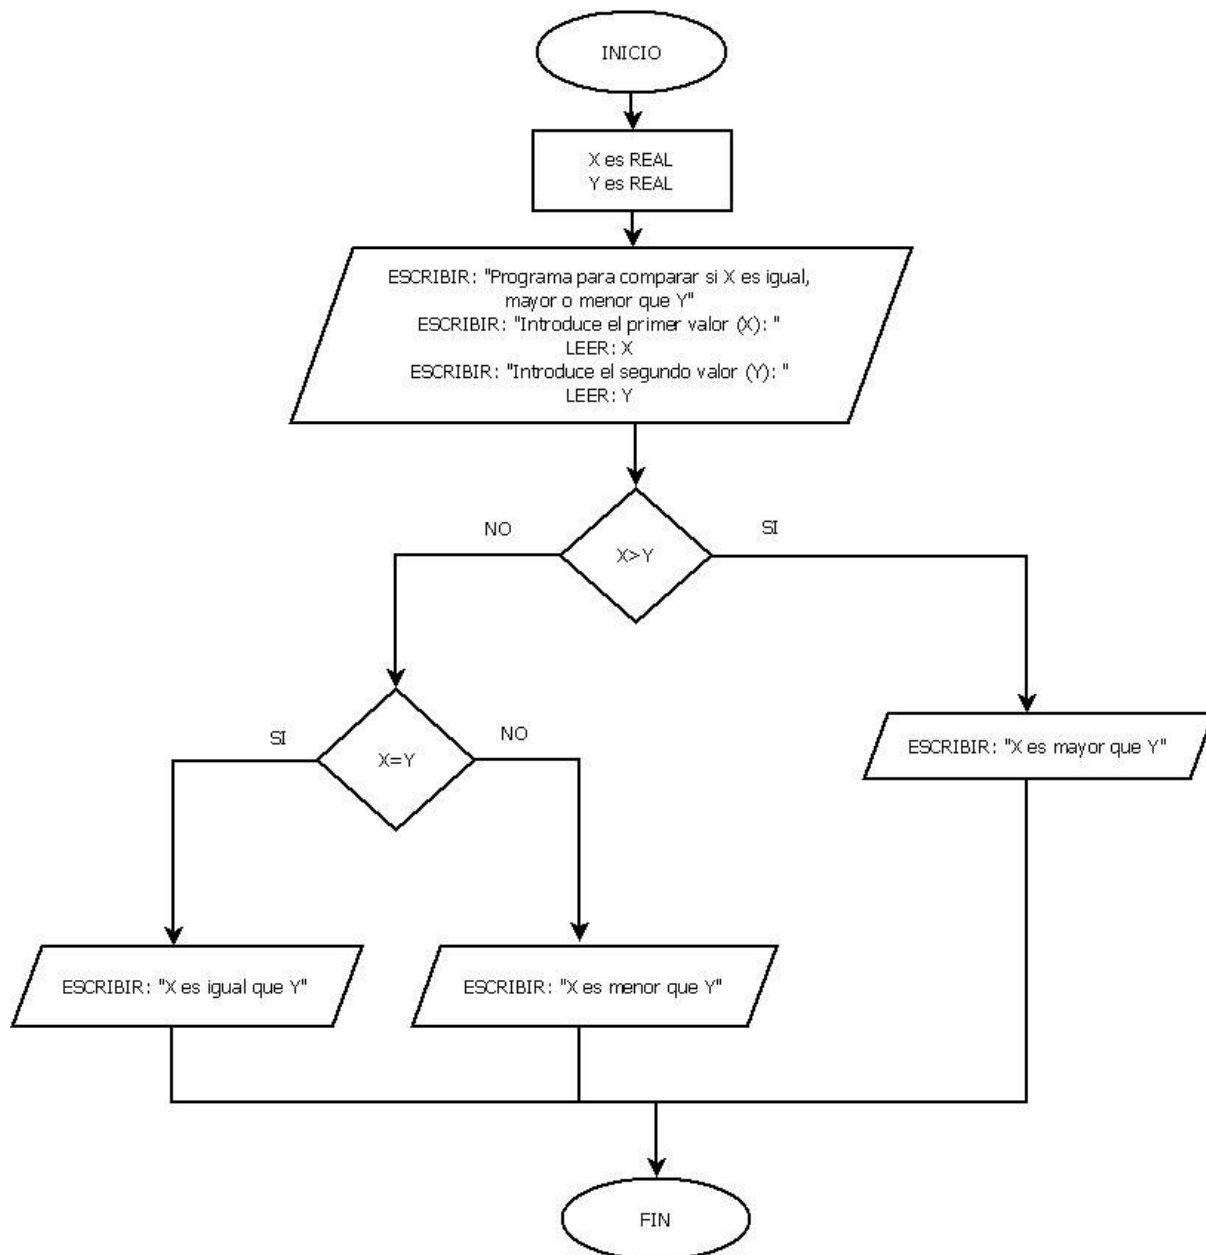 INICIO
X es REAL
Y es REAL
ESCRIBIR: "Programa para comparar si X es igual,
mayor o menor que Y"
ESCRIBIR: "Introduce el primer valor (X): "
LEER: X
ESCRIBIR: "Introduce el segundo valor (Y): "
LEER: Y
NO
SI
X>Y
SI
NO
X=Y
ESCRIBIR: "X es mayor que Y"
ESCRIBIR: "X es igual que Y"
ESCRIBIR: "X es menor que Y"
FIN